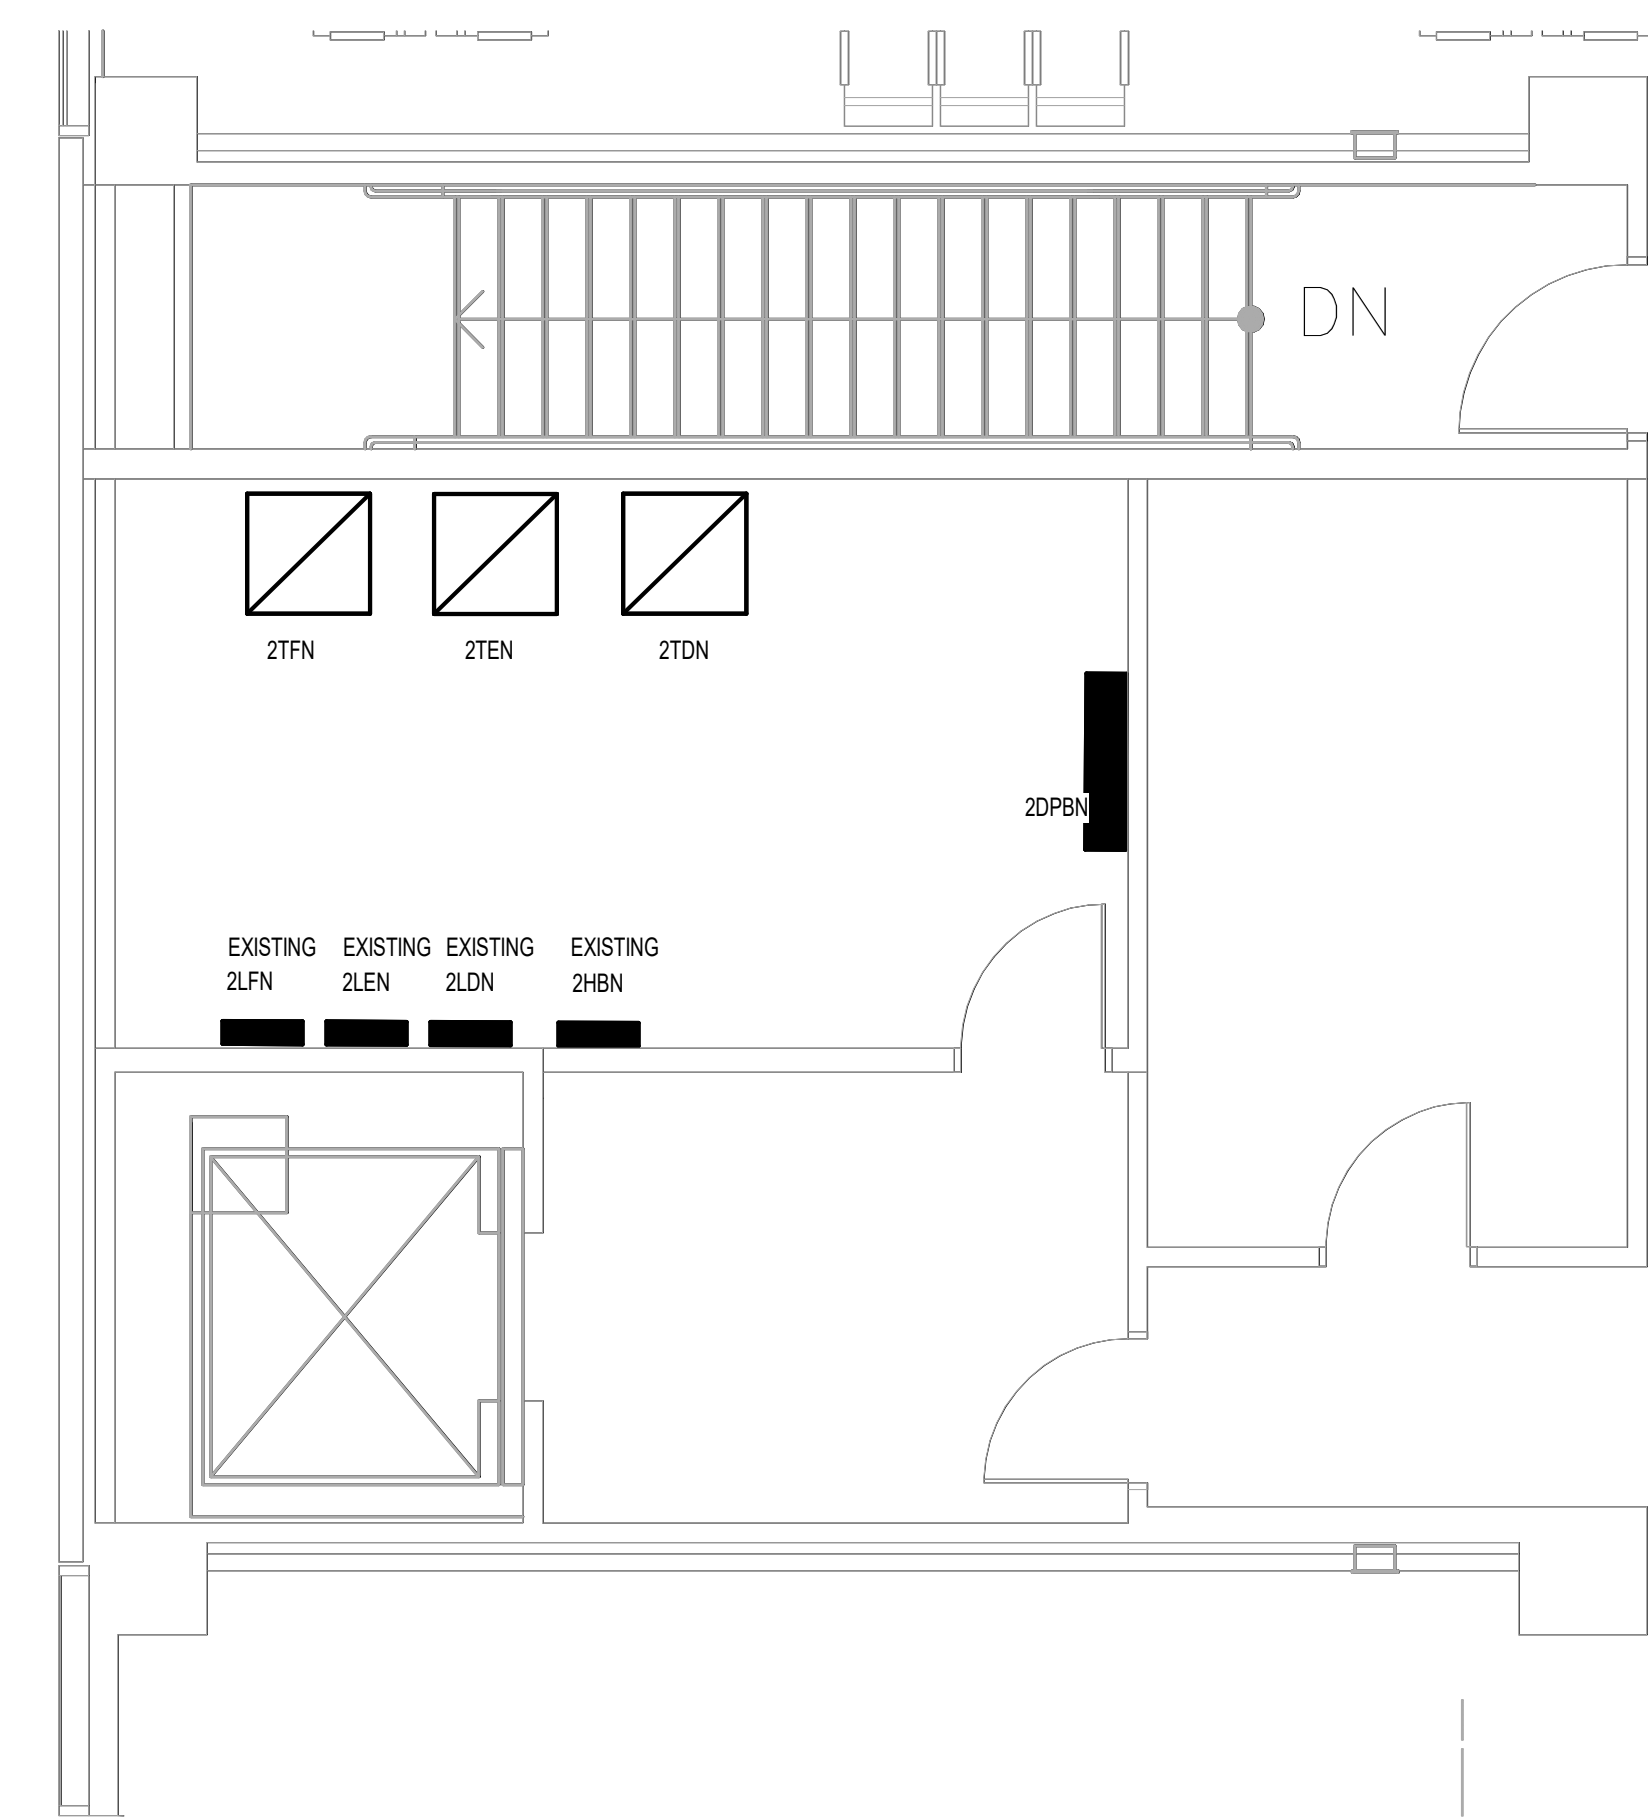 DN
2TFN
2TEN
2TDN
2DPBN
EXISTING
2LFN
EXISTING
2LEN
EXISTING
2LDN
EXISTING
2HBN